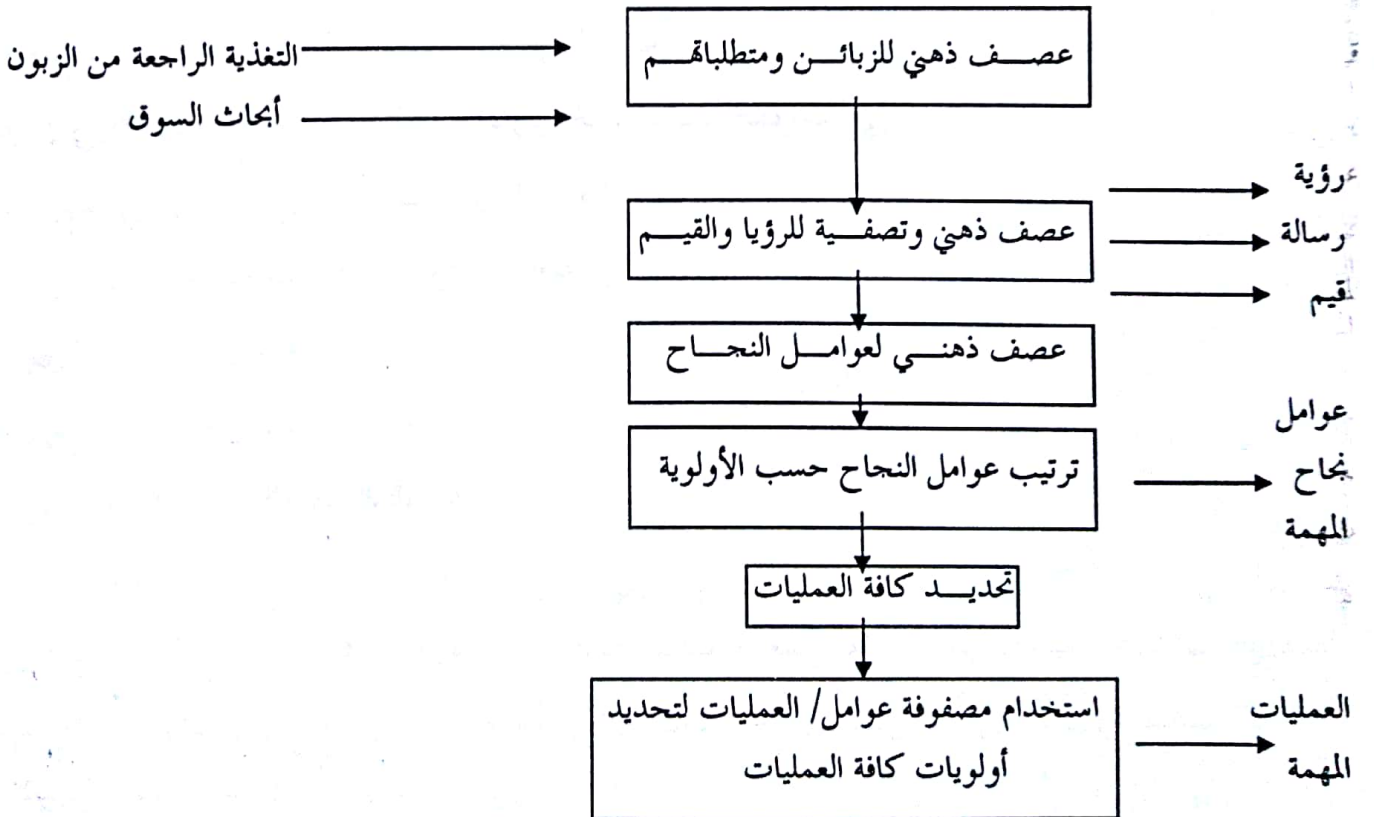 عصف ذهني للزبائن ومتطلباتهم
التغذية الراجعة من الزبون
أبحاث السوق
رؤية
عصف ذهني وتصفية للرؤيا والقيم
رسالة
قيم
عصف ذهني لعوامل النجاح
عوامل
نجاح
المهمة
ترتيب عوامل النجاح حسب الأولوية
تحديد كافة العمليات
استخدام مصفوفة عوامل/ العمليات لتحديد
أولويات كافة العمليات
العمليات
المهمة